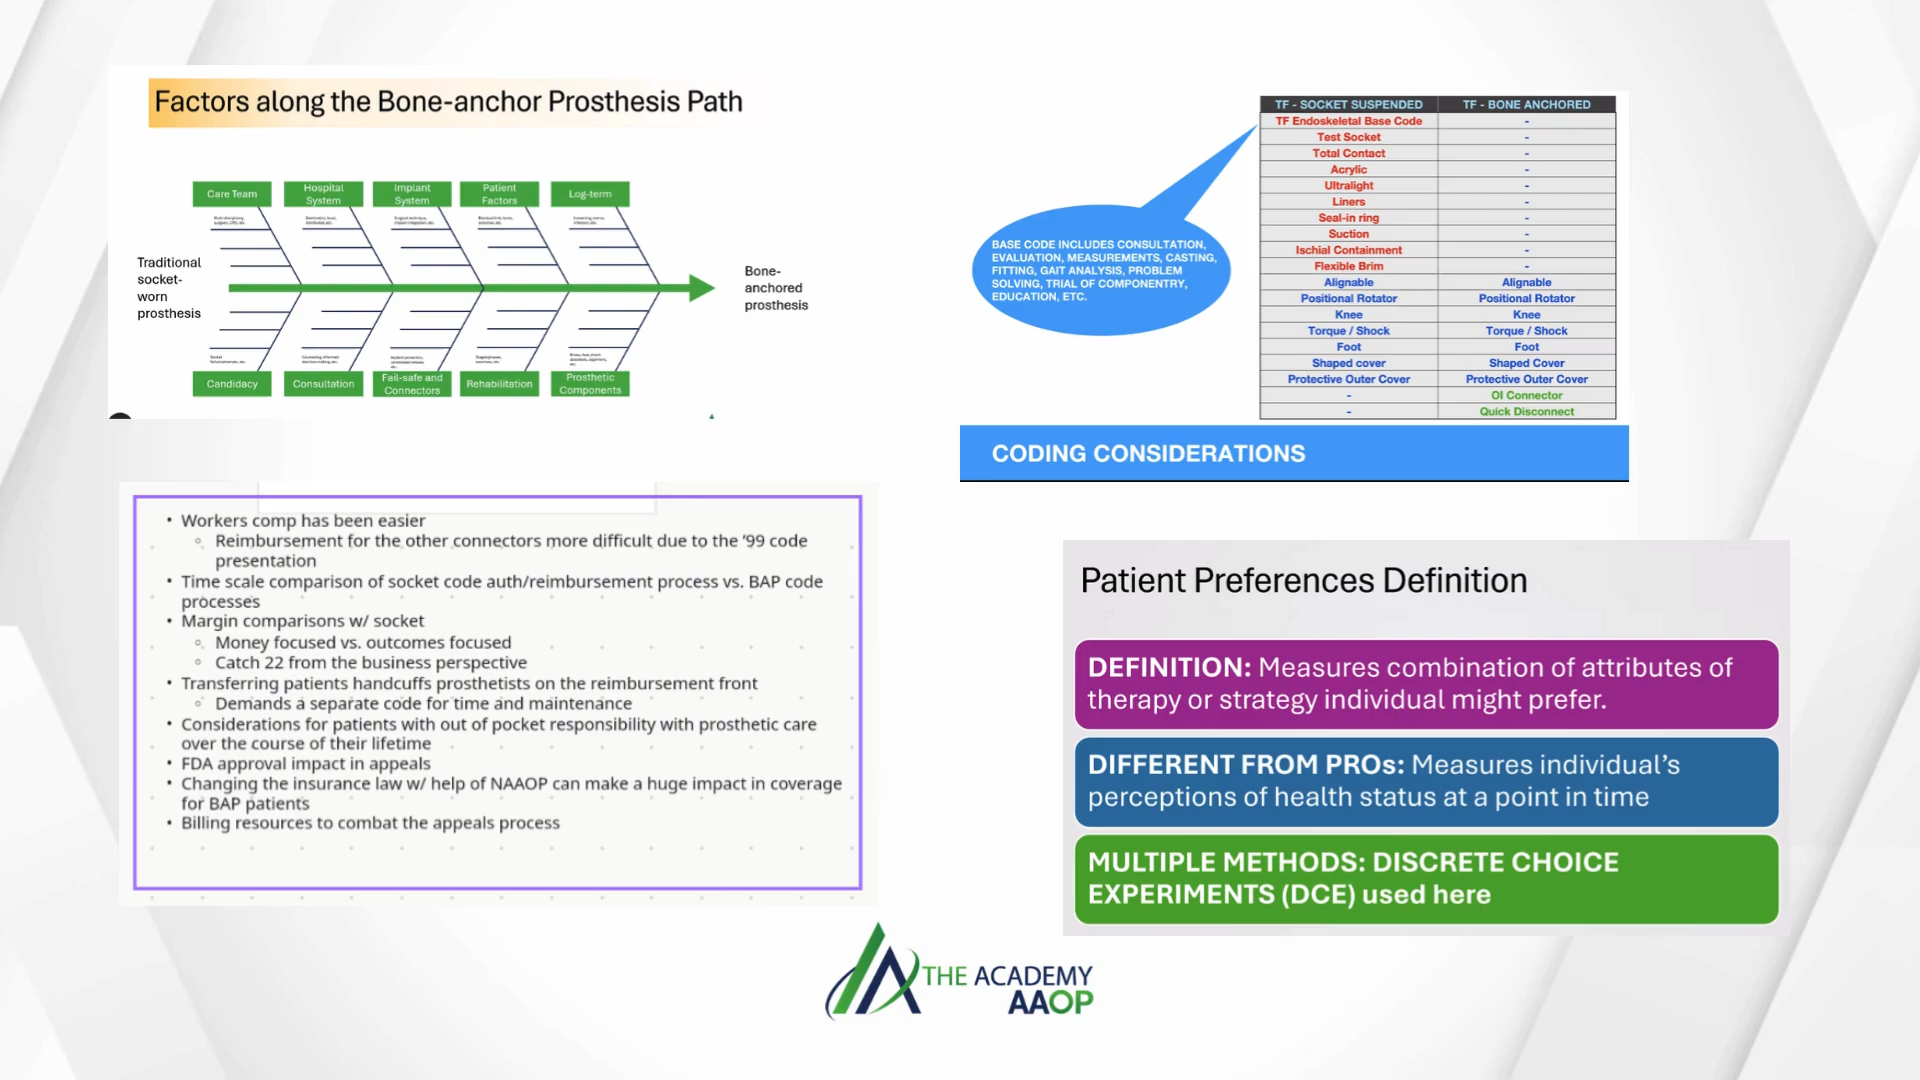 Factors along the Bone-anchor Prosthesis Path
Care Team
Hospital
System
Implant
System
Patient
Factors
Log-term
Traditional
socket-
worn
prosthesis
Bone-
anchored
prosthesis
Candidacy
Consultation
Fail-safe and
Connectors
Rehabilitation
Prosthetic
Components
BASE CODE INCLUDES CONSULTATION,
EVALUATION, MEASUREMENTS, CASTING,
FITTING, GAIT ANALYSIS, PROBLEM
SOLVING, TRIAL OF COMPONENTRY,
EDUCATION, ETC.
TF - SOCKET SUSPENDED TF - BONE ANCHORED
TF Endoskeletal Base Code -
Test Socket -
Total Contact -
Acrylic -
Ultralight -
Liners -
Seal-in ring -
Suction -
Ischial Containment -
Flexible Brim -
Alignable Alignable
Positional Rotator Positional Rotator
Knee Knee
Torque / Shock Torque / Shock
Foot Foot
Shaped cover Shaped Cover
Protective Outer Cover Protective Outer Cover
- OI Connector
- Quick Disconnect
CODING CONSIDERATIONS
• Workers comp has been easier
◦ Reimbursement for the other connectors more difficult due to the '99 code
presentation
• Time scale comparison of socket code auth/reimbursement process vs. BAP code
processes
• Margin comparisons w/ socket
◦ Money focused vs. outcomes focused
◦ Catch 22 from the business perspective
• Transferring patients handcuffs prosthetists on the reimbursement front
◦ Demands a separate code for time and maintenance
• Considerations for patients with out of pocket responsibility with prosthetic care
over the course of their lifetime
• FDA approval impact in appeals
• Changing the insurance law w/ help of NAAOP can make a huge impact in coverage
for BAP patients
• Billing resources to combat the appeals process
Patient Preferences Definition
DEFINITION: Measures combination of attributes of
therapy or strategy individual might prefer.
DIFFERENT FROM PROs: Measures individual's
perceptions of health status at a point in time
MULTIPLE METHODS: DISCRETE CHOICE
EXPERIMENTS (DCE) used here
THE ACADEMY
AAOP